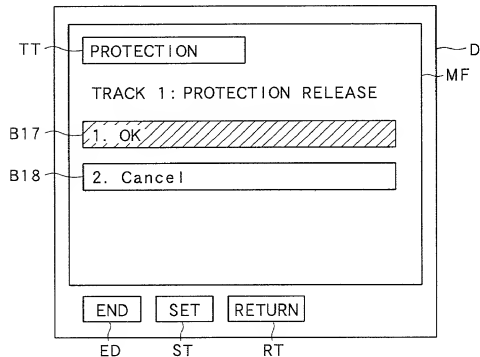 TT
PROTECTION
D
MF
TRACK 1: PROTECTION RELEASE
B17
1. OK
B18
2. Cancel
END SET RETURN
ED ST RT